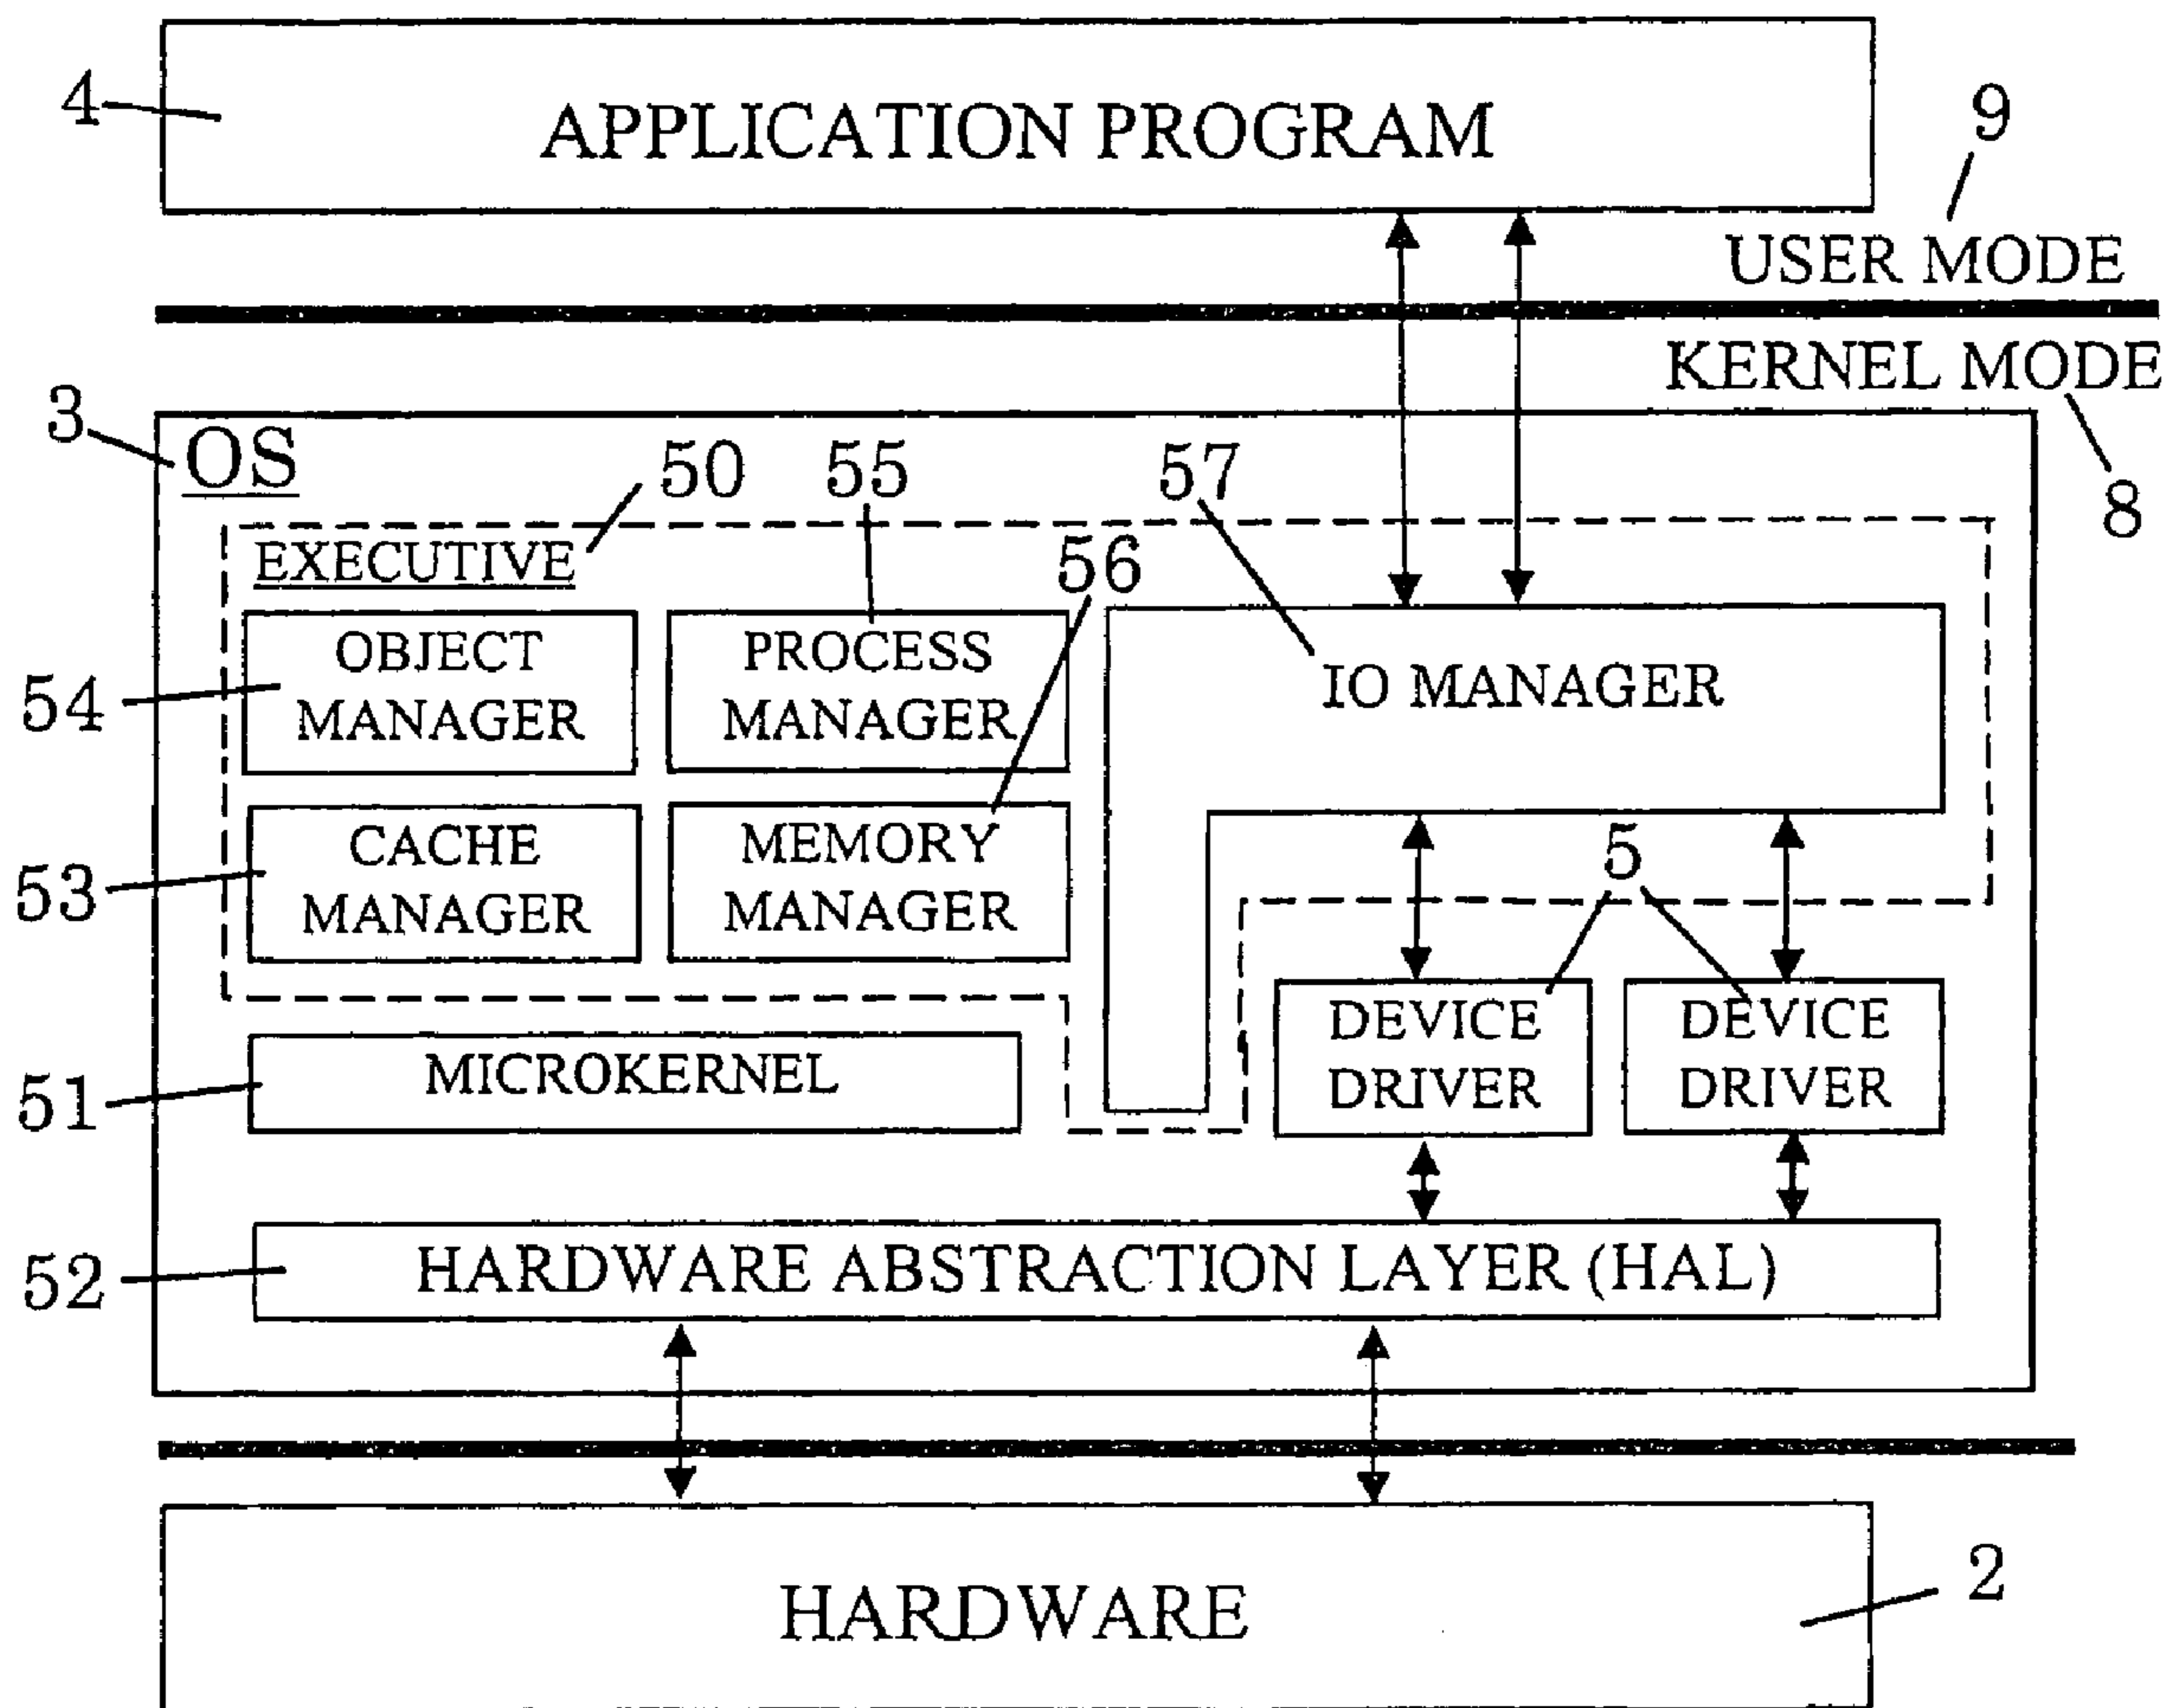 4
APPLICATION PROGRAM
9
USER MODE
KERNEL MODE
8
3
OS
50
55
57
EXECUTIVE
56
54
OBJECT
MANAGER
PROCESS
MANAGER
IO MANAGER
53
CACHE
MANAGER
MEMORY
MANAGER
5
51
MICROKERNEL
DEVICE
DRIVER
DEVICE
DRIVER
52
HARDWARE ABSTRACTION LAYER (HAL)
HARDWARE
2